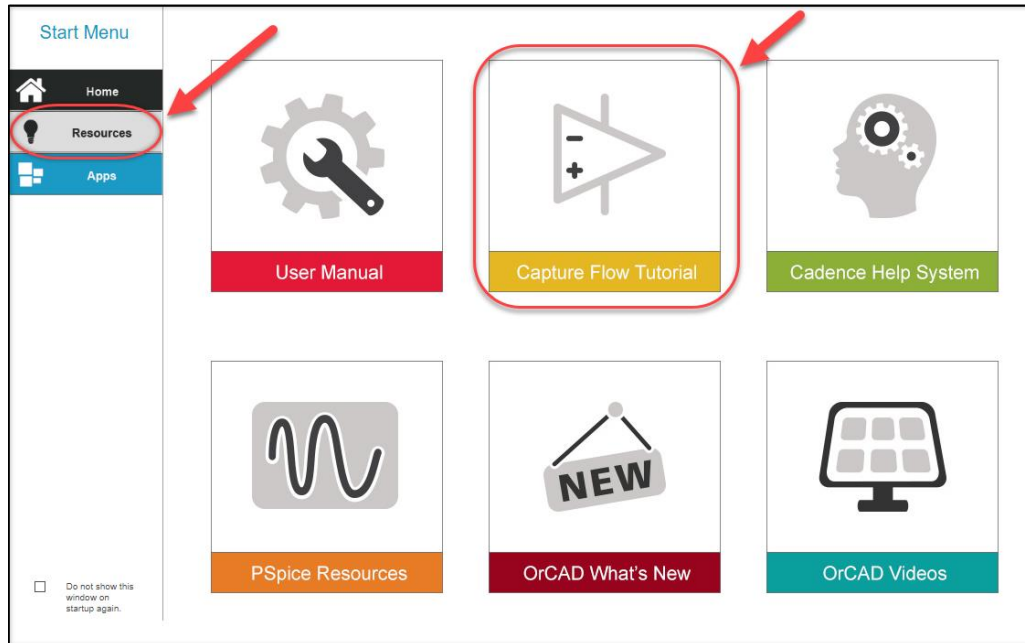 Start Menu
Home
Resources
Apps
User Manual
Capture Flow Tutorial
Cadence Help System
NEW
PSpice Resources
OrCAD What's New
OrCAD Videos
Do not show this
window on
startup again.